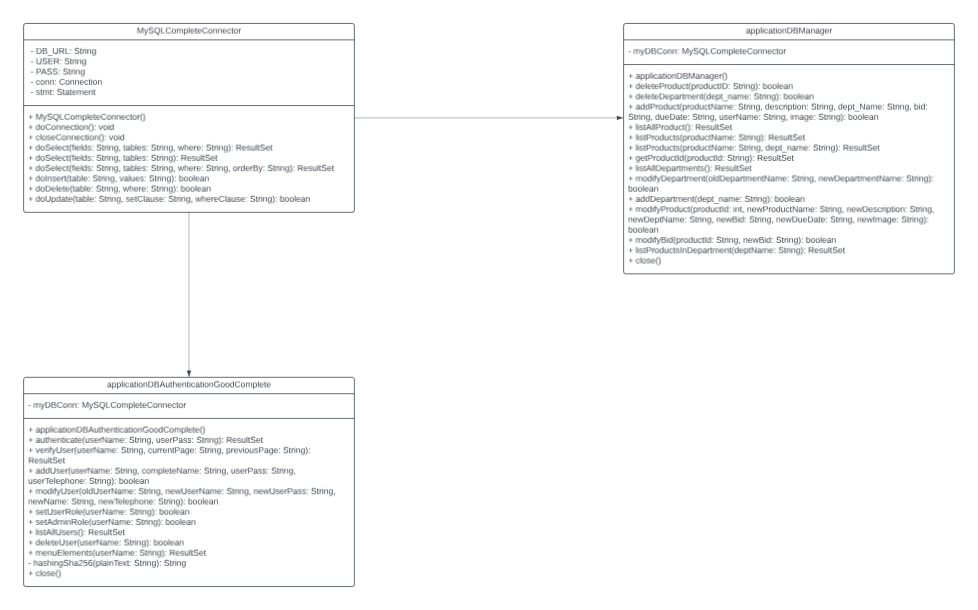 MySQLCompleteConnector
- DB_URL: String
- USER: String
- PASS: String
- conn: Connection
- stmt: Statement
+ MySQLCompleteConnector()
+ doConnection(): void
+ closeConnection(): void
+ doSelect(fields: String, tables: String, where: String): ResultSet
+ doSelect(fields: String, tables: String): ResultSet
+ doSelect(fields: String, tables: String, where: String, orderBy: String): ResultSet
+ doInsert(table: String, values: String): boolean
+ doDelete(table: String, where: String): boolean
+ doUpdate(table: String, setClause: String, whereClause: String): boolean
applicationDBManager
- myDBConn: MySQLCompleteConnector
+ applicationDBManager()
+ deleteProduct(productID: String): boolean
+ deleteDepartment(dept_name: String): boolean
+ addProduct(productName: String, description: String, dept_Name: String, bid:
String, dueDate: String, userName: String, image: String): boolean
+ listAllProduct(): ResultSet
+ listProducts(productName: String): ResultSet
+ listProducts(productName: String, dept_name: String): ResultSet
+ getProductId(productId: String): ResultSet
+ listAllDepartments(): ResultSet
+ modifyDepartment(oldDepartmentName: String, newDepartmentName: String):
boolean
+ addDepartment(dept_name: String): boolean
+ modifyProduct(productId: int, newProductName: String, newDescription: String,
newDeptName: String, newBid: String, newDueDate: String, newImage: String):
boolean
+ modifyBid(productId: String, newBid: String): boolean
+ listProductsInDepartment(deptName: String): ResultSet
+ close()
applicationDBAuthenticationGoodComplete
- myDBConn: MySQLCompleteConnector
+ applicationDBAuthenticationGoodComplete()
+ authenticate(userName: String, userPass: String): ResultSet
+ verifyUser(userName: String, currentPage: String, previousPage: String):
ResultSet
+ addUser(userName: String, completeName: String, userPass: String,
userTelephone: String): boolean
+ modifyUser(oldUserName: String, newUserName: String, newUserPass: String,
newName: String, newTelephone: String): boolean
+ setUserRole(userName: String): boolean
+ setAdminRole(userName: String): boolean
+ listAllUsers(): ResultSet
+ deleteUser(userName: String): boolean
+ menuElements(userName: String): ResultSet
- hashingSha256(plainText: String): String
+ close()